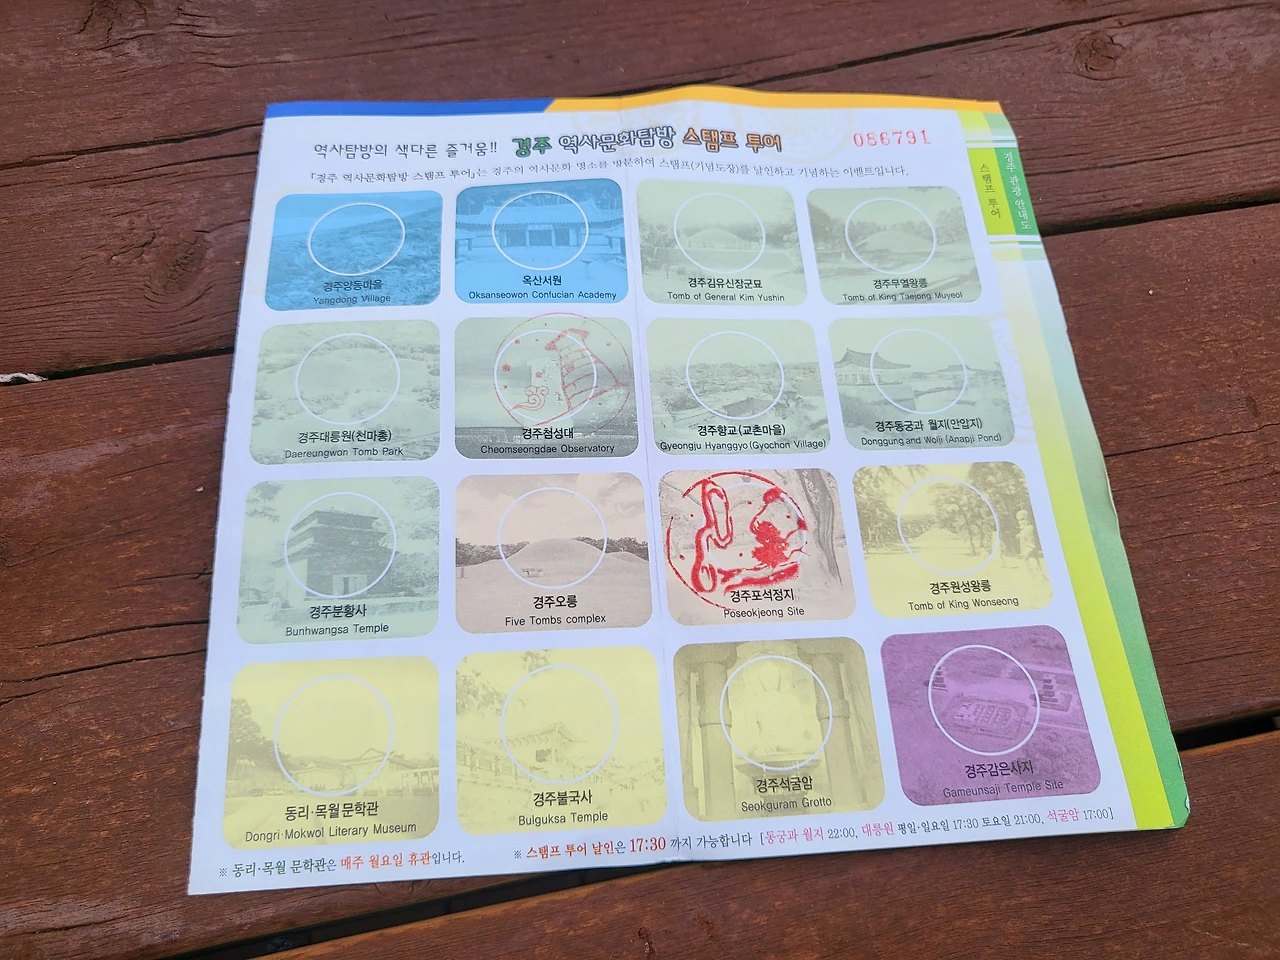 역사탐방의 색다른 즐거움!! 경주 역사문화탐방 스탬프 투어 086791
『경주 역사문화탐방 스탬프 투어』는 경주의 역사문화 명소를 방문하여 스탬프(기념도장)를 날인하고 기념하는 이벤트입니다.
경주 관광 안내도
스탬프 투어
경주양동마을
Yangdong Village
옥산서원
Oksanseowon Confucian Academy
경주김유신장군묘
Tomb of General Kim Yushin
경주무열왕릉
Tomb of King Taejong Muyeol
경주대릉원(천마총)
Daereungwon Tomb Park
경주첨성대
Cheomseongdae Observatory
경주향교(교촌마을)
Gyeongju Hyanggyo (Gyochon Village)
경주동궁과 월지(안압지)
Donggung and Wolji (Anapji Pond)
경주분황사
Bunhwangsa Temple
경주오릉
Five Tombs complex
경주포석정지
Poseokjeong Site
경주원성왕릉
Tomb of King Wonseong
동리·목월 문학관
Dongri·Mokwol Literary Museum
경주불국사
Bulguksa Temple
경주석굴암
Seokguram Grotto
경주감은사지
Gameunsaji Temple Site
※ 동리·목월 문학관은 매주 월요일 휴관입니다.
※ 스탬프 투어 날인은 17:30 까지 가능합니다 [동궁과 월지 22:00, 대릉원 평일·일요일 17:30 토요일 21:00, 석굴암 17:00]